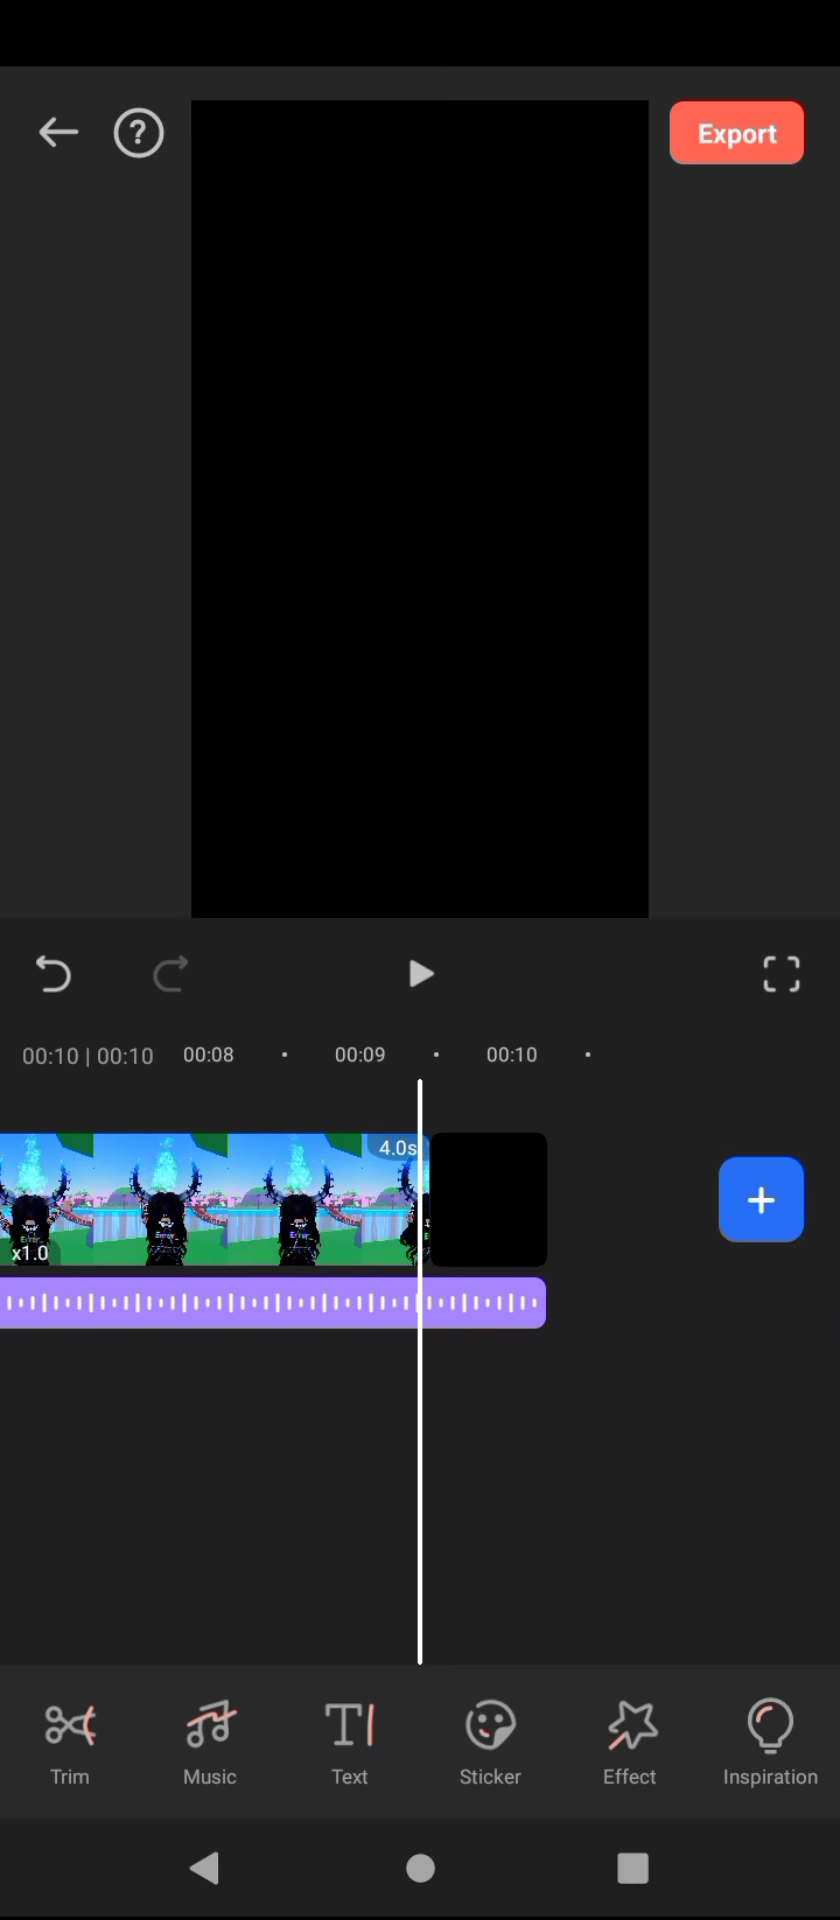 ?
Export
00:10 | 00:10 00:08 00:09 00:10
4.0s
x1.0
Trim Music Text Sticker Effect Inspiration